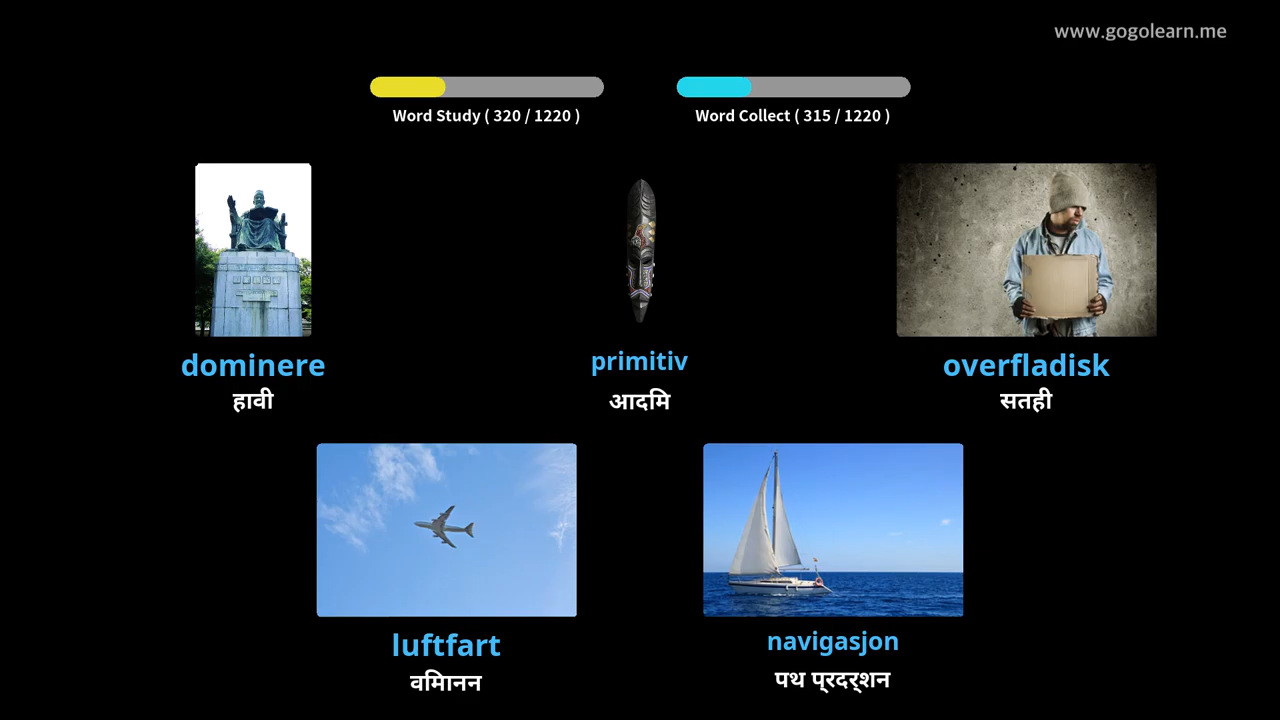 www.gogolearn.me
Word Study ( 320 / 1220 )
Word Collect ( 315 / 1220 )
dominere
हावी
primitiv
आदमि
overfladisk
सतही
luftfart
वमिानन
navigasjon
पथ प्रदर्शन